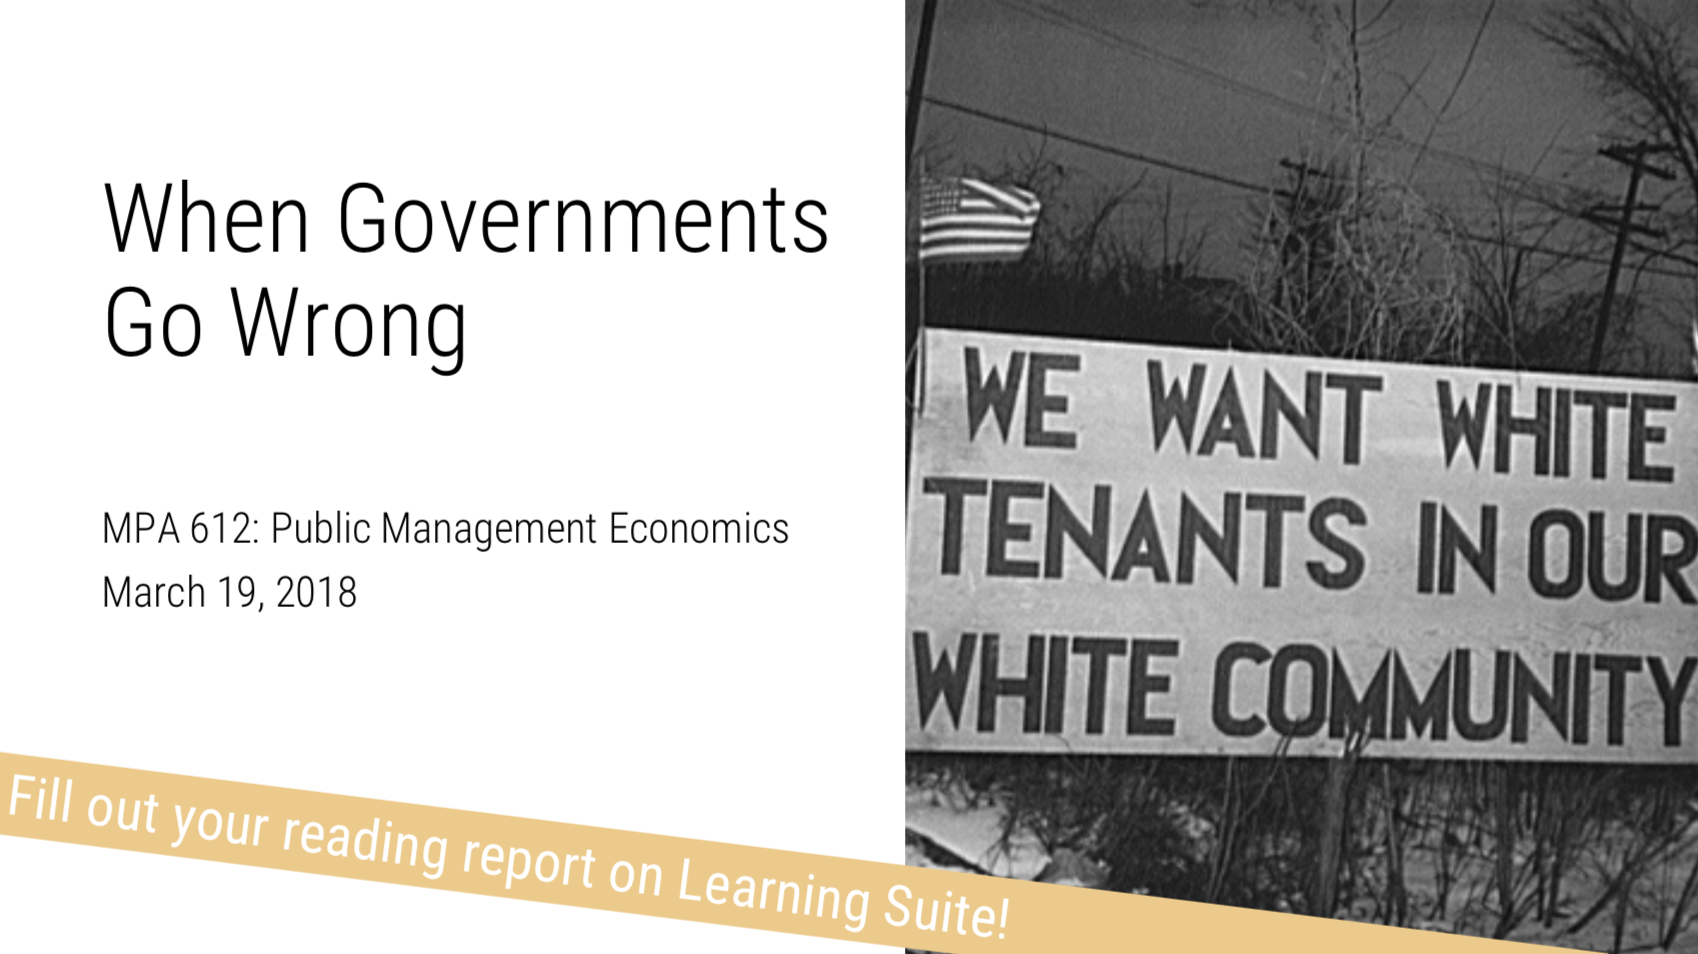 When Governments
Go Wrong
MPA 612: Public Management Economics
March 19, 2018
Fill out your reading report on Learning Suite!
WE WANT WHITE
TENANTS IN OUR
WHITE COMMUNITY